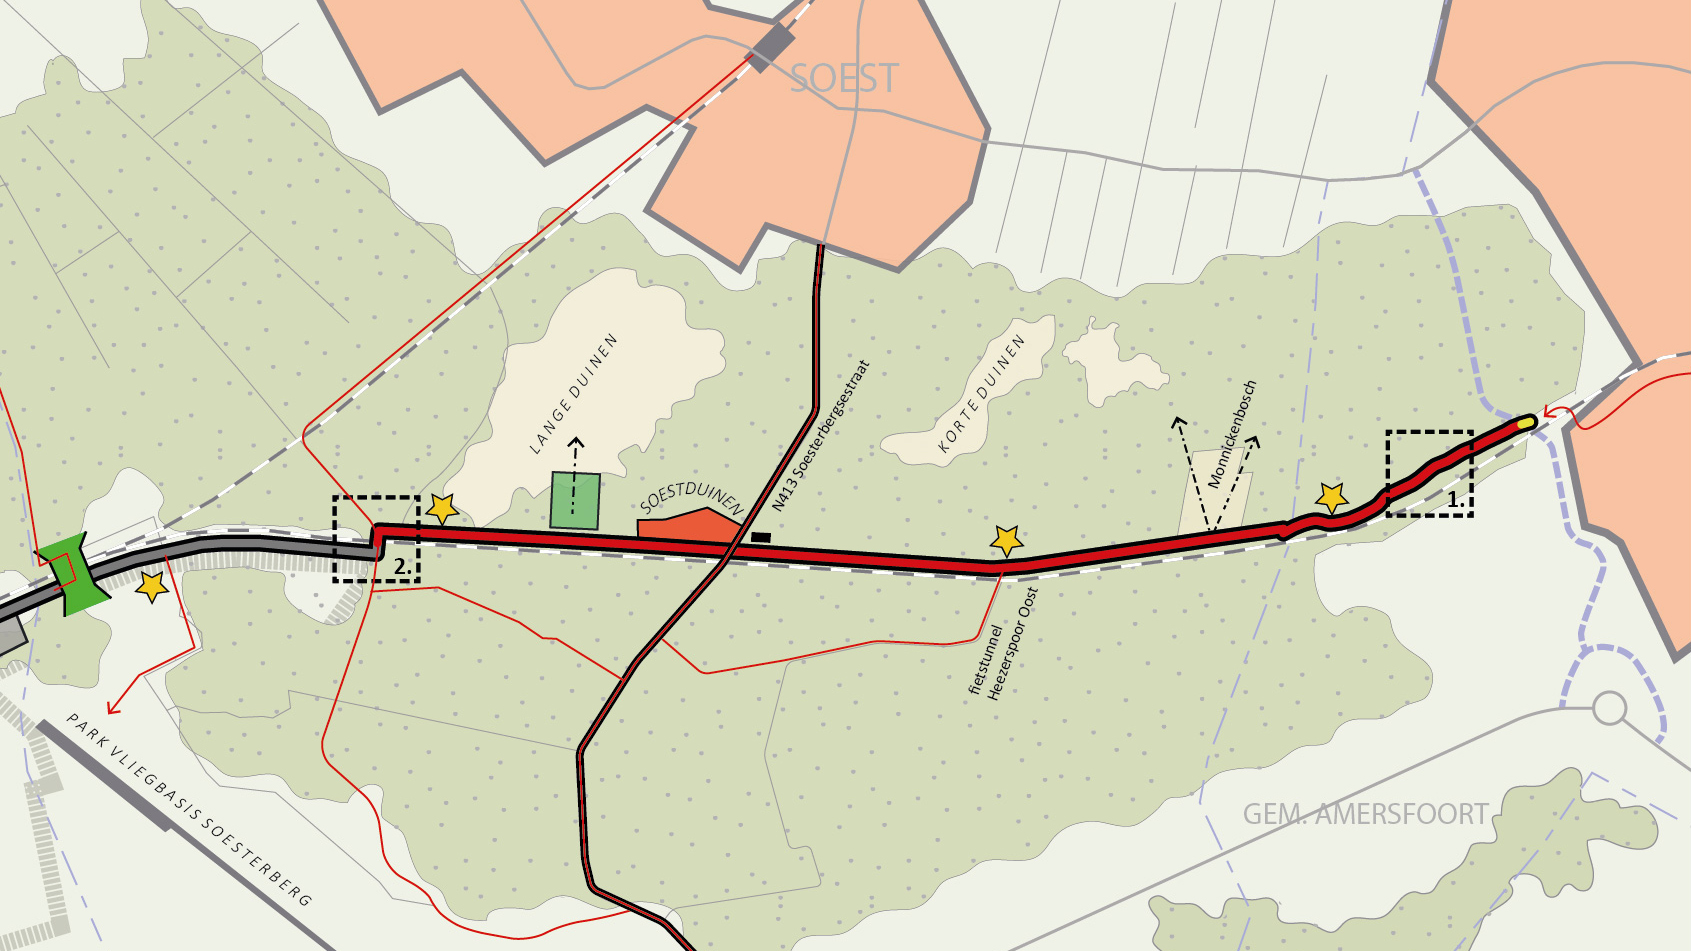 SOEST
LANGE DUINEN
N413 Soesterbergsestraat
KORTE DUINEN
Monnickenbosch
SOESTDUINEN
1.
2.
fietstunnel
Heezerspoor Oost
PARK VLIEGBASIS SOESTERBERG
GEM. AMERSFOORT